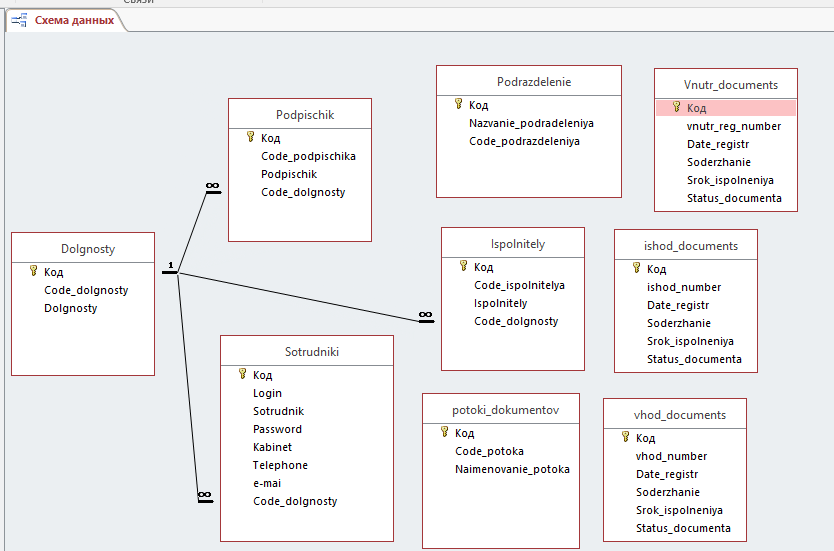 Связи
Схема данных
Dolgnosty
Код
Code_dolgnosty
Dolgnosty
Podpischik
Код
Code_podpischika
Podpischik
Code_dolgnosty
Sotrudniki
Код
Login
Sotrudnik
Password
Kabinet
Telephone
e-mai
Code_dolgnosty
Podrazdelenie
Код
Nazvanie_podradeleniya
Code_podrazdeleniya
Ispolnitely
Код
Code_ispolnitelya
Ispolnitely
Code_dolgnosty
potoki_dokumentov
Код
Code_potoka
Naimenovanie_potoka
Vnutr_documents
Код
vnutr_reg_number
Date_registr
Soderzhanie
Srok_ispolneniya
Status_documenta
ishod_documents
Код
ishod_number
Date_registr
Soderzhanie
Srok_ispolneniya
Status_documenta
vhod_documents
Код
vhod_number
Date_registr
Soderzhanie
Srok_ispolneniya
Status_documenta
1
∞
∞
∞